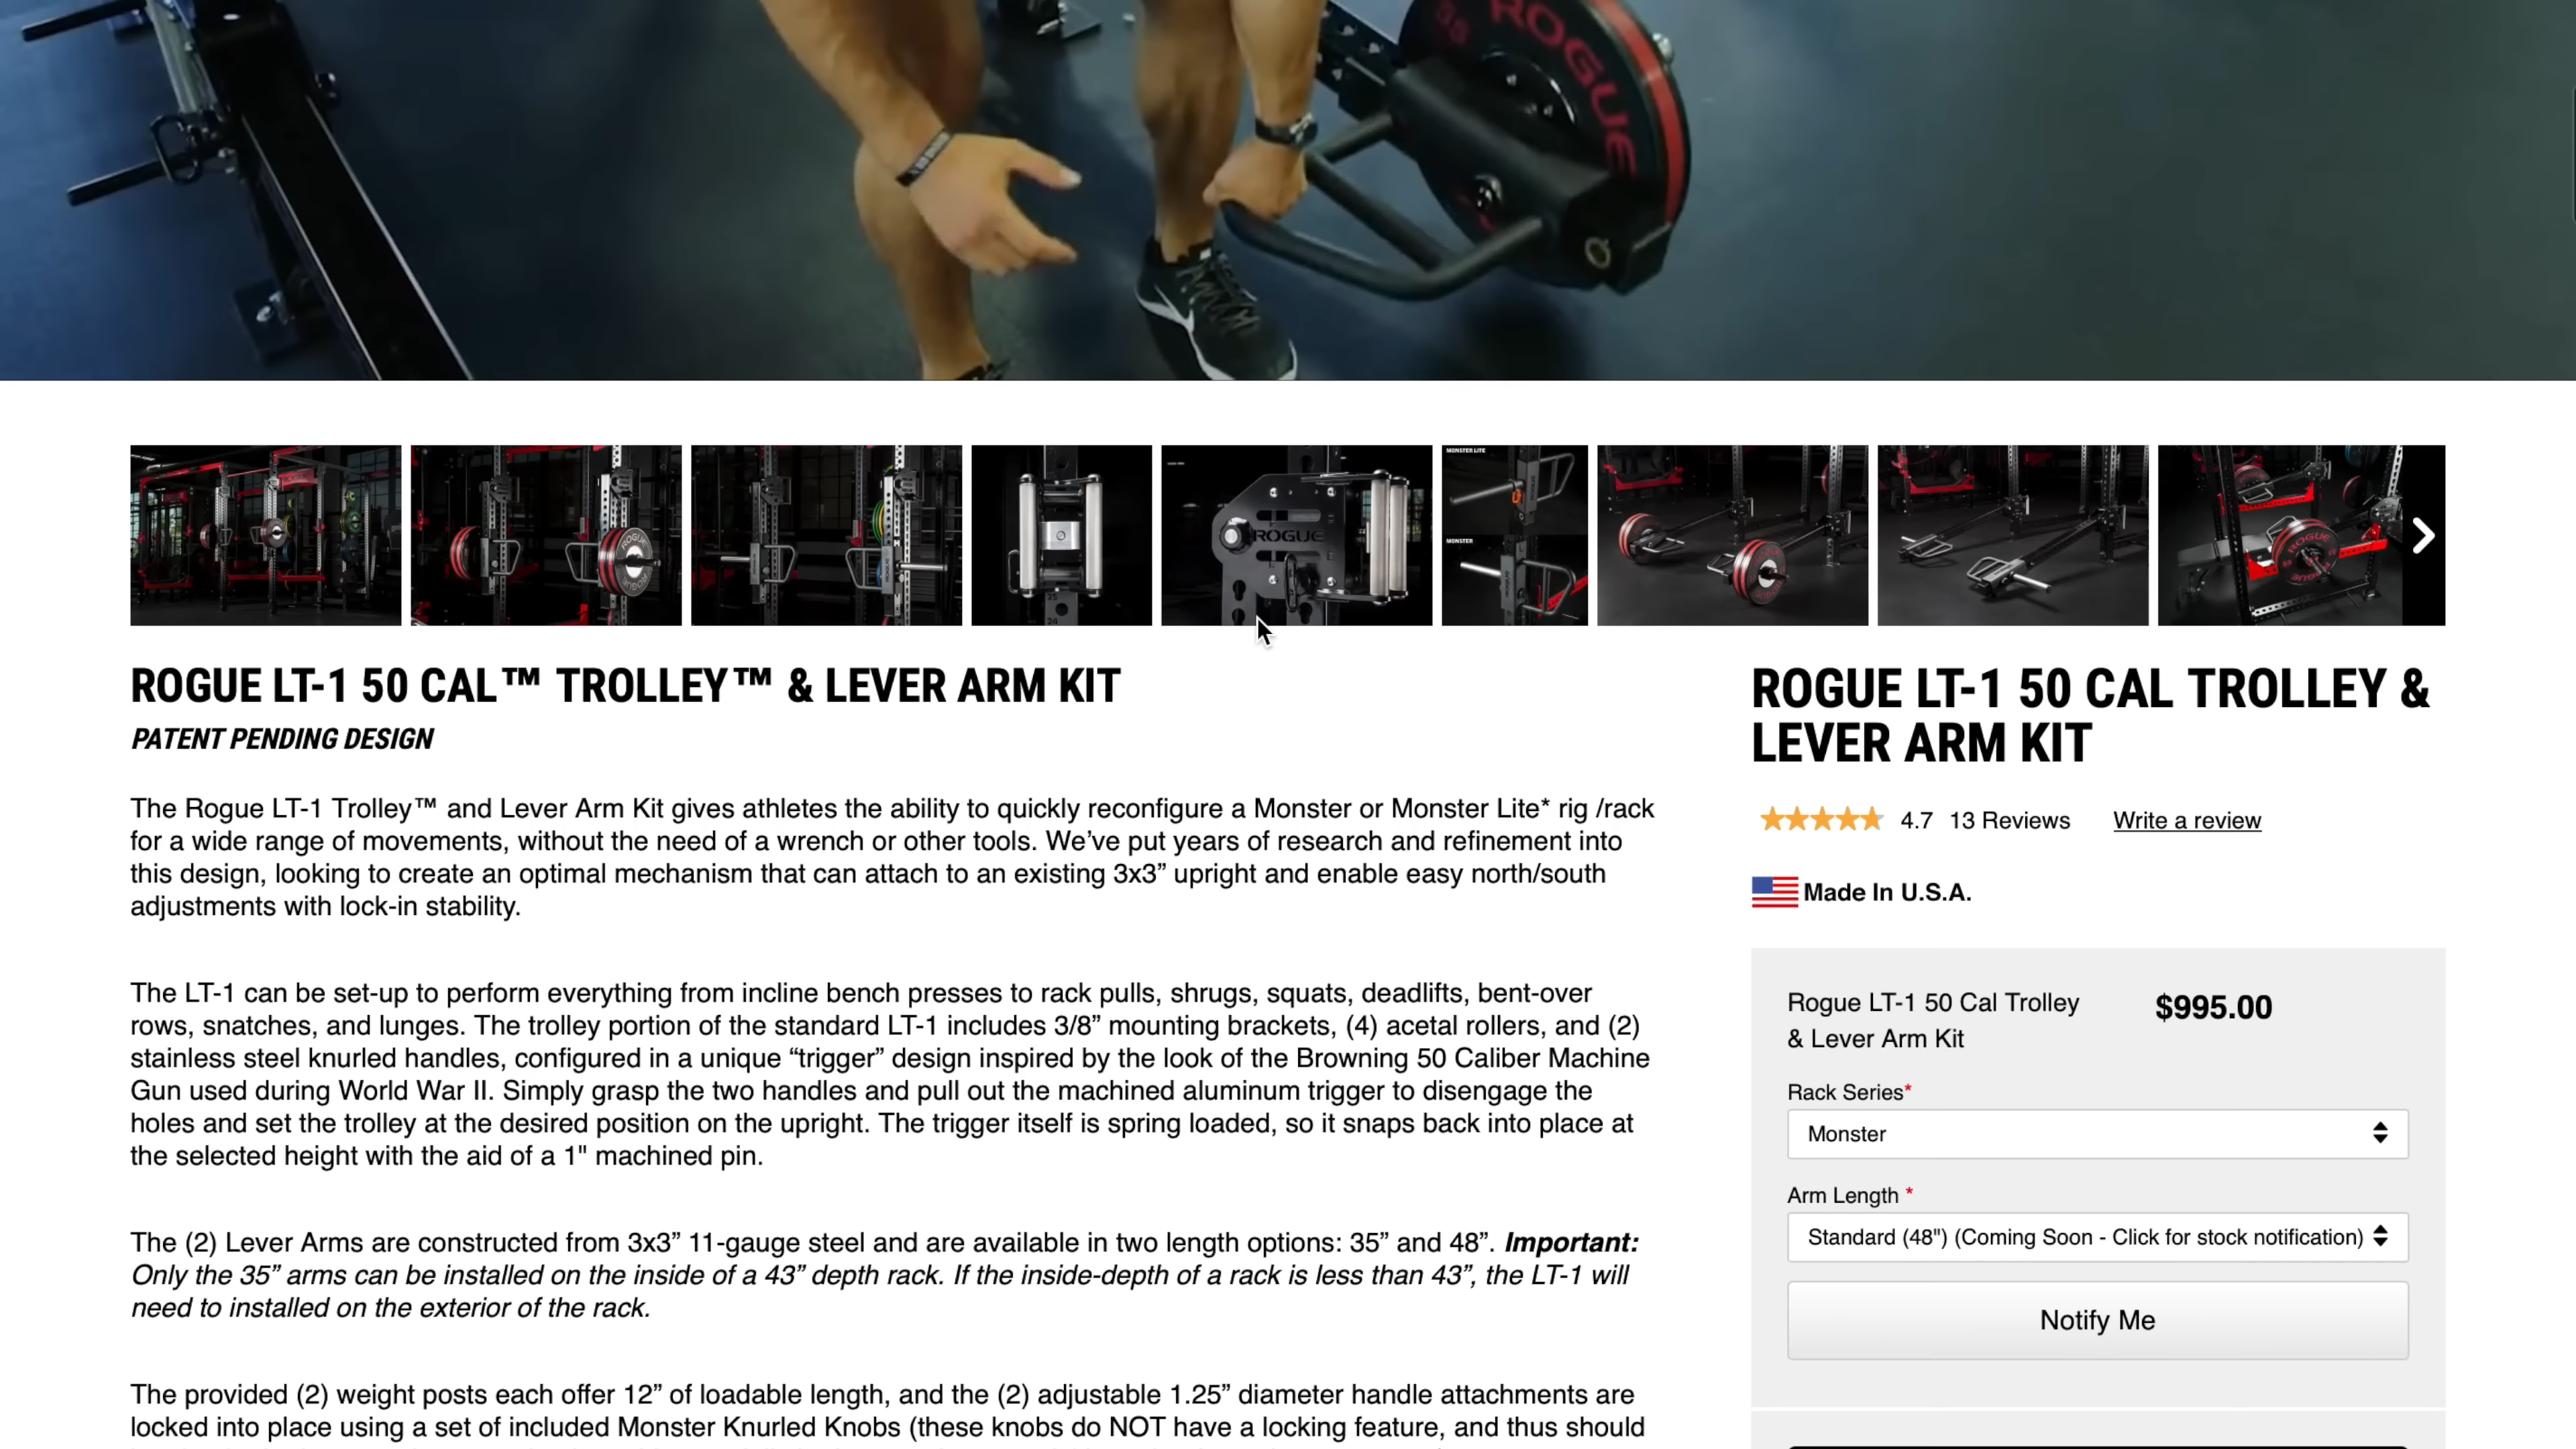 ROGUE
55
MONSTER LITE
MONSTER
ROGUE
ROGUE
ROGUE
ROGUE LT-1 50 CAL™ TROLLEY™ & LEVER ARM KIT
PATENT PENDING DESIGN
The Rogue LT-1 Trolley™ and Lever Arm Kit gives athletes the ability to quickly reconfigure a Monster or Monster Lite* rig /rack
for a wide range of movements, without the need of a wrench or other tools. We’ve put years of research and refinement into
this design, looking to create an optimal mechanism that can attach to an existing 3x3” upright and enable easy north/south
adjustments with lock-in stability.
The LT-1 can be set-up to perform everything from incline bench presses to rack pulls, shrugs, squats, deadlifts, bent-over
rows, snatches, and lunges. The trolley portion of the standard LT-1 includes 3/8” mounting brackets, (4) acetal rollers, and (2)
stainless steel knurled handles, configured in a unique “trigger” design inspired by the look of the Browning 50 Caliber Machine
Gun used during World War II. Simply grasp the two handles and pull out the machined aluminum trigger to disengage the
holes and set the trolley at the desired position on the upright. The trigger itself is spring loaded, so it snaps back into place at
the selected height with the aid of a 1" machined pin.
The (2) Lever Arms are constructed from 3x3” 11-gauge steel and are available in two length options: 35” and 48”. Important:
Only the 35” arms can be installed on the inside of a 43” depth rack. If the inside-depth of a rack is less than 43”, the LT-1 will
need to installed on the exterior of the rack.
The provided (2) weight posts each offer 12” of loadable length, and the (2) adjustable 1.25” diameter handle attachments are
locked into place using a set of included Monster Knurled Knobs (these knobs do NOT have a locking feature, and thus should
ROGUE LT-1 50 CAL TROLLEY &
LEVER ARM KIT
4.7 13 Reviews Write a review
Made In U.S.A.
Rogue LT-1 50 Cal Trolley $995.00
& Lever Arm Kit
Rack Series*
Monster
Arm Length *
Standard (48") (Coming Soon - Click for stock notification)
Notify Me